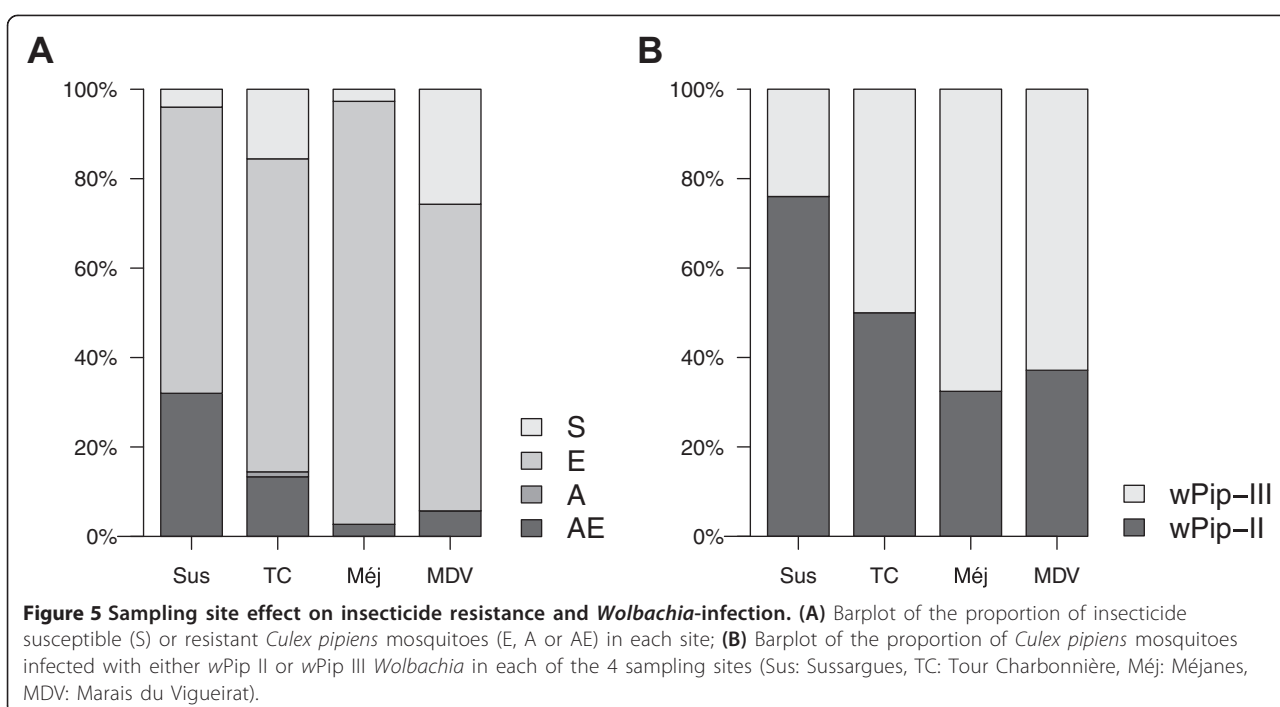 A
100%
80%
60%
40%
20%
0%
Sus TC Méj MDV
S
E
A
AE
B
100%
80%
60%
40%
20%
0%
Sus TC Méj MDV
wPip–III
wPip–II
Figure 5 Sampling site effect on insecticide resistance and Wolbachia-infection. (A) Barplot of the proportion of insecticide
susceptible (S) or resistant Culex pipiens mosquitoes (E, A or AE) in each site; (B) Barplot of the proportion of Culex pipiens mosquitoes
infected with either wPip II or wPip III Wolbachia in each of the 4 sampling sites (Sus: Sussargues, TC: Tour Charbonnière, Méj: Méjanes,
MDV: Marais du Vigueirat).